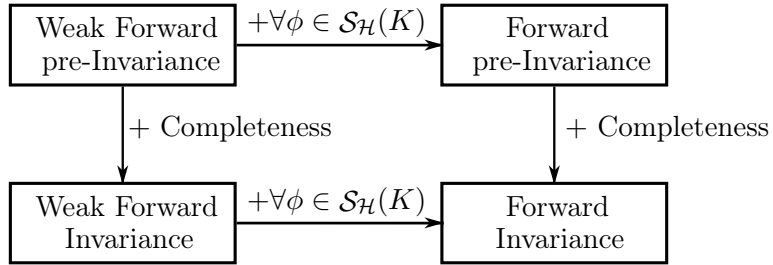 Weak Forward
pre-Invariance
+∀ϕ ∈ 𝒮_ℋ(K)
Forward
pre-Invariance
+ Completeness
+ Completeness
Weak Forward
Invariance
+∀ϕ ∈ 𝒮_ℋ(K)
Forward
Invariance